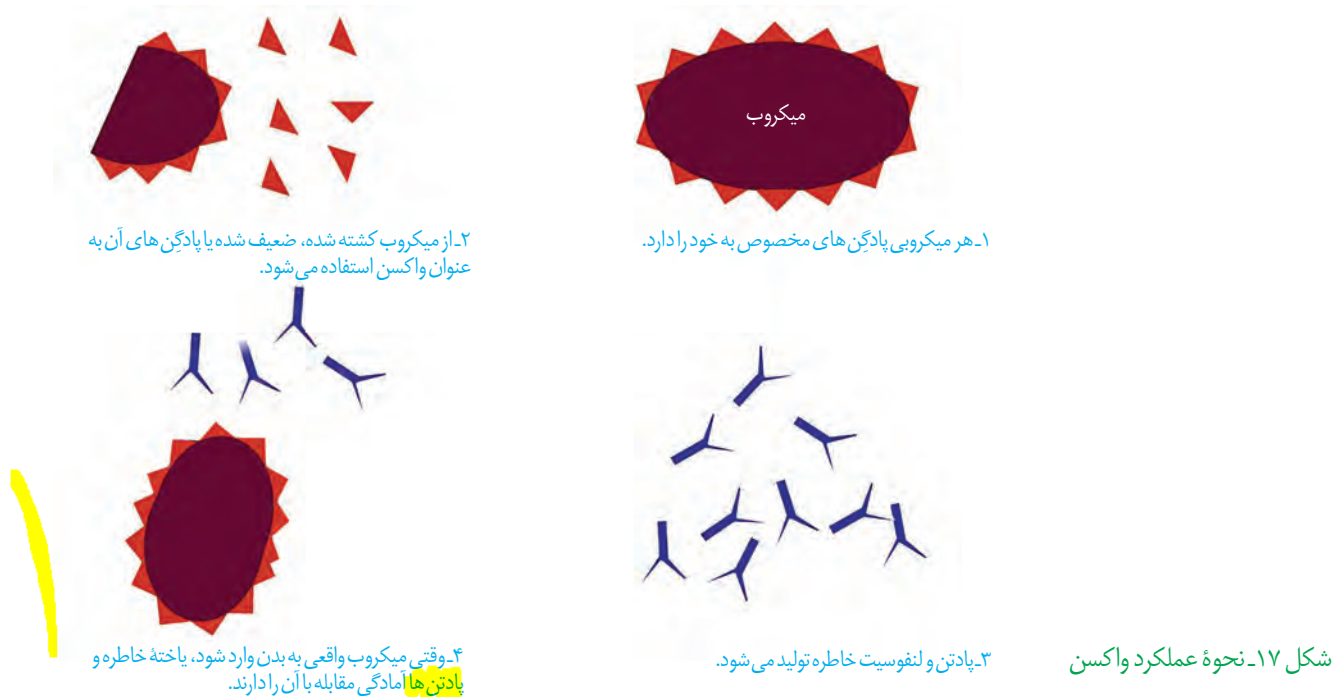 میکروب
۱ـ هر میکروبی پادگِن های مخصوص به خود را دارد.
۲ـ از میکروب کشته شده، ضعیف شده یا پادگِن های آن به
عنوان واکسن استفاده می‌شود.
۳ـ پادتن و لنفوسیت خاطره تولید می‌شود.
۴ـ وقتی میکروب واقعی به بدن وارد شود، یاختهٔ خاطره و
پادتن ها آمادگی مقابله با آن را دارند.
شکل ۱۷ـ نحوهٔ عملکرد واکسن